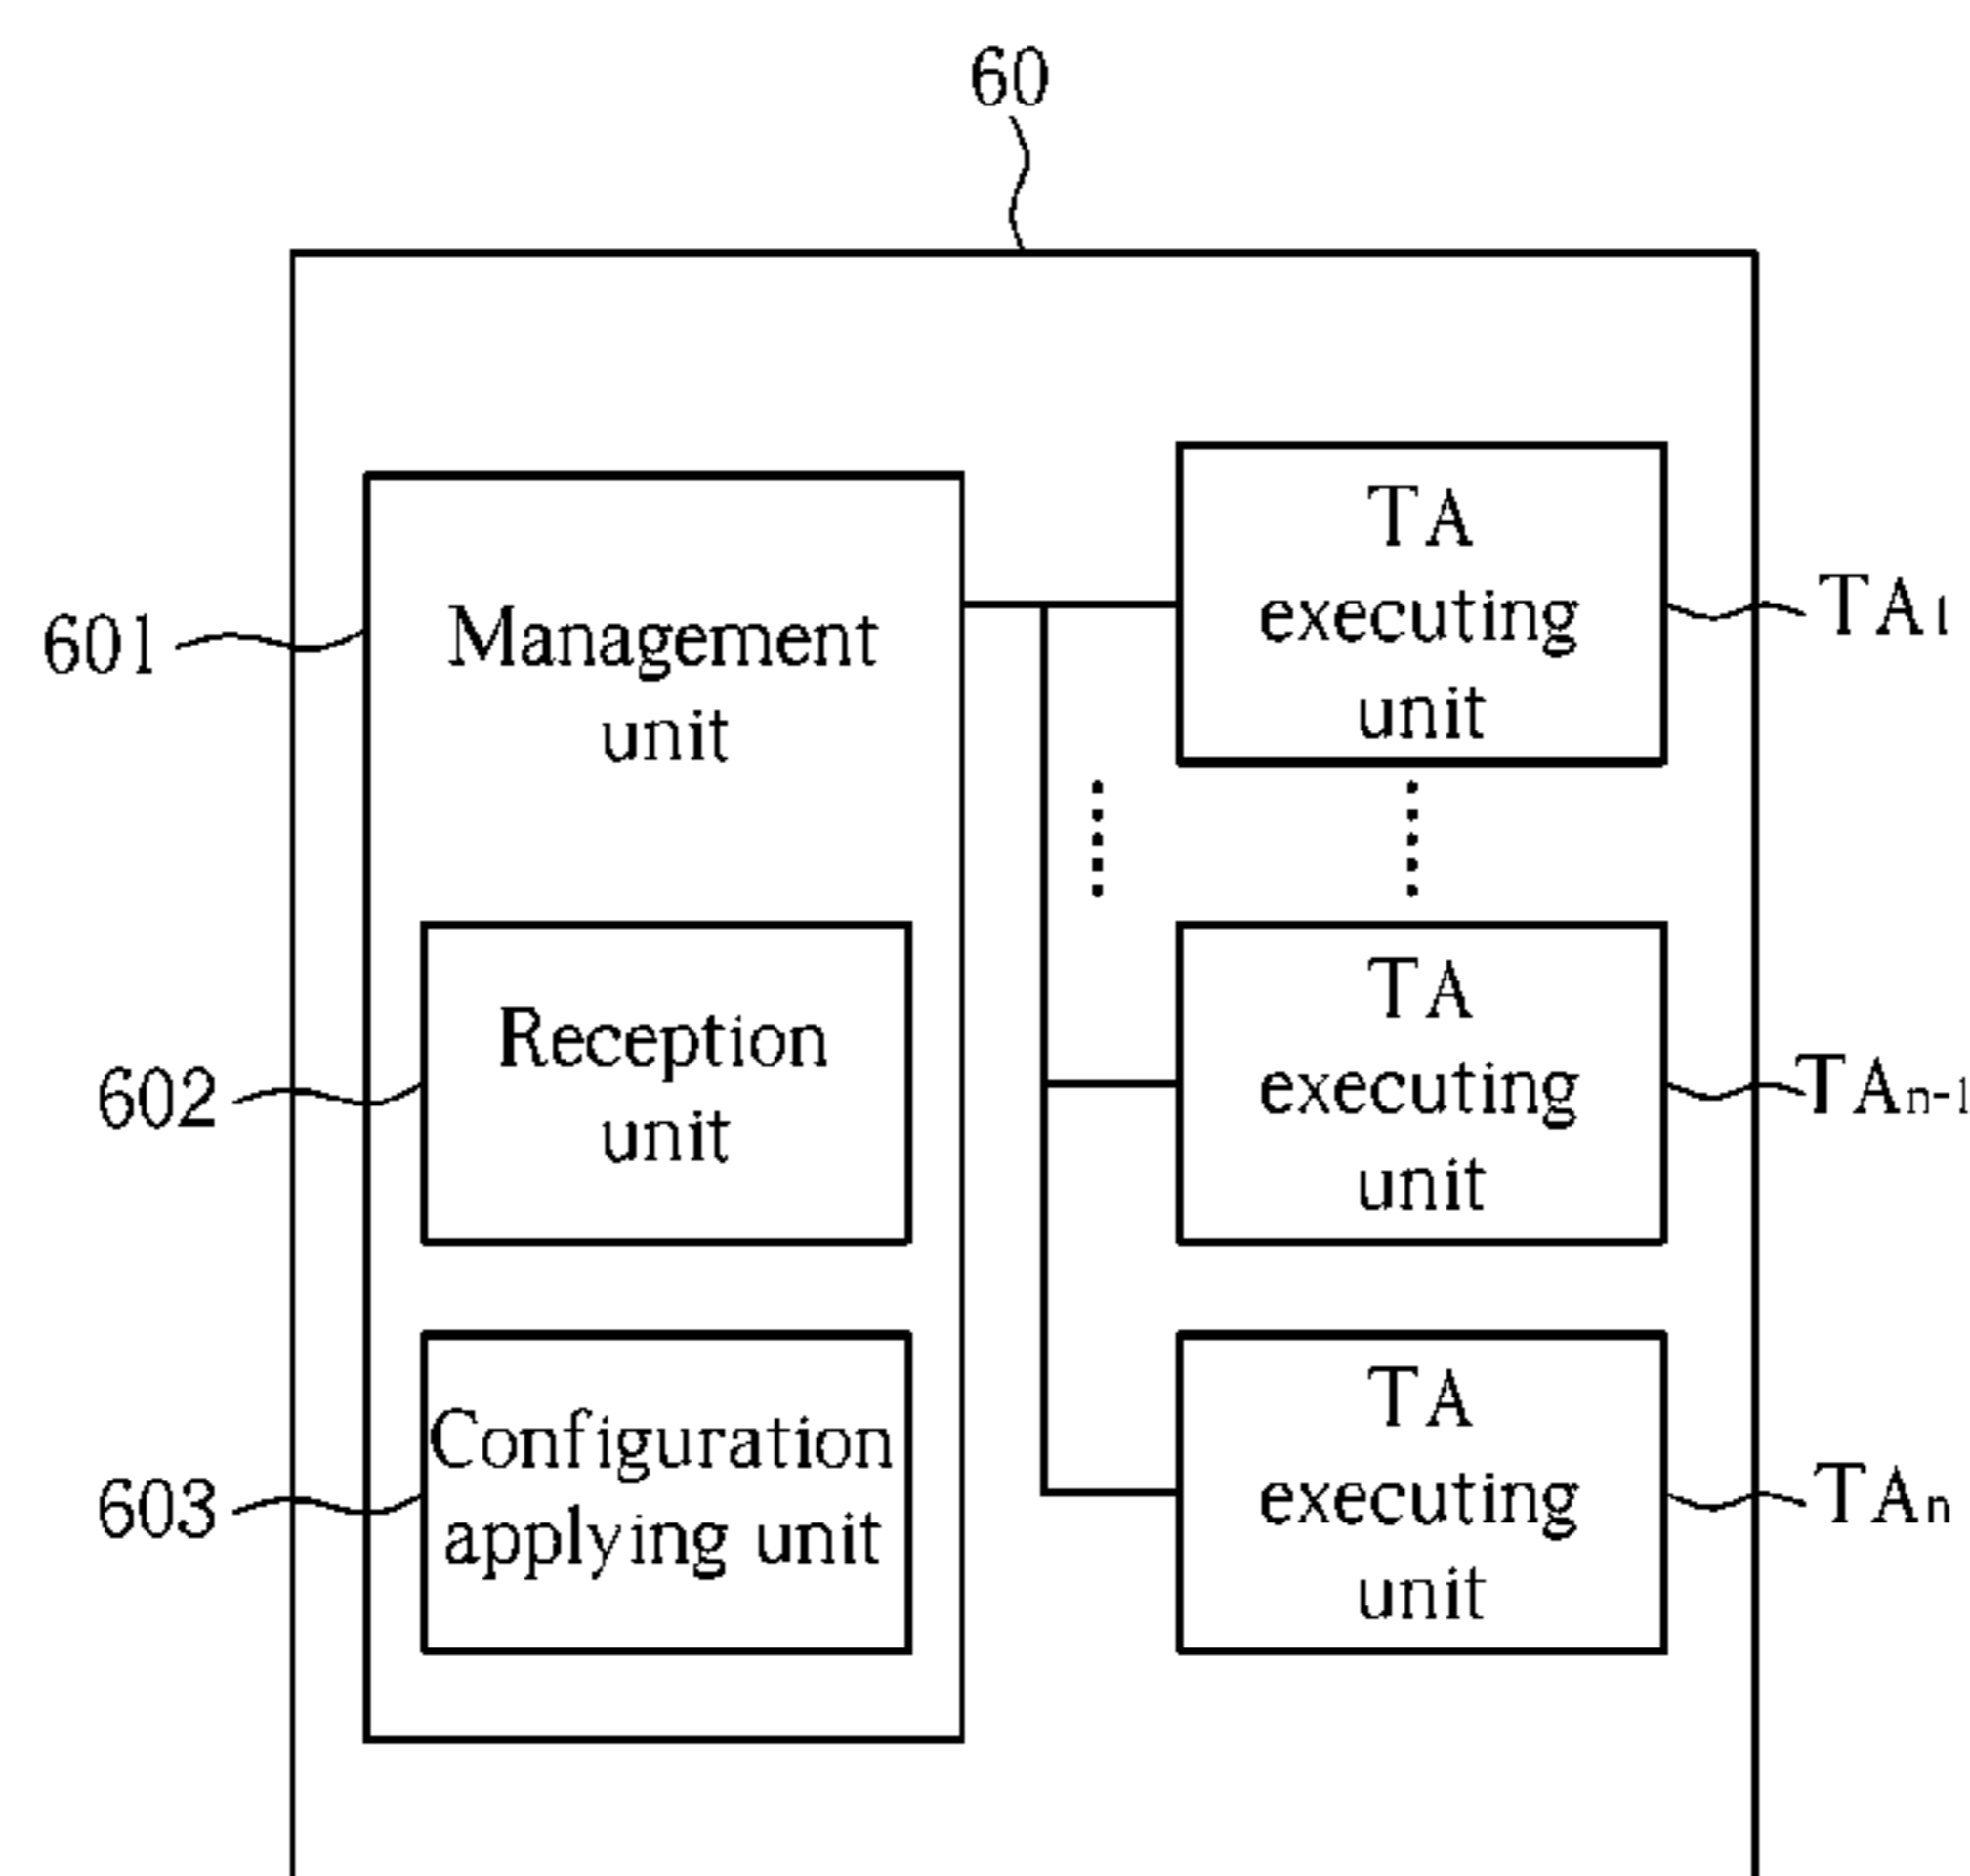 60
601
Management
unit
602
Reception
unit
603
Configuration
applying unit
TA
executing
unit
TA1
TA
executing
unit
TAn-1
TA
executing
unit
TAn